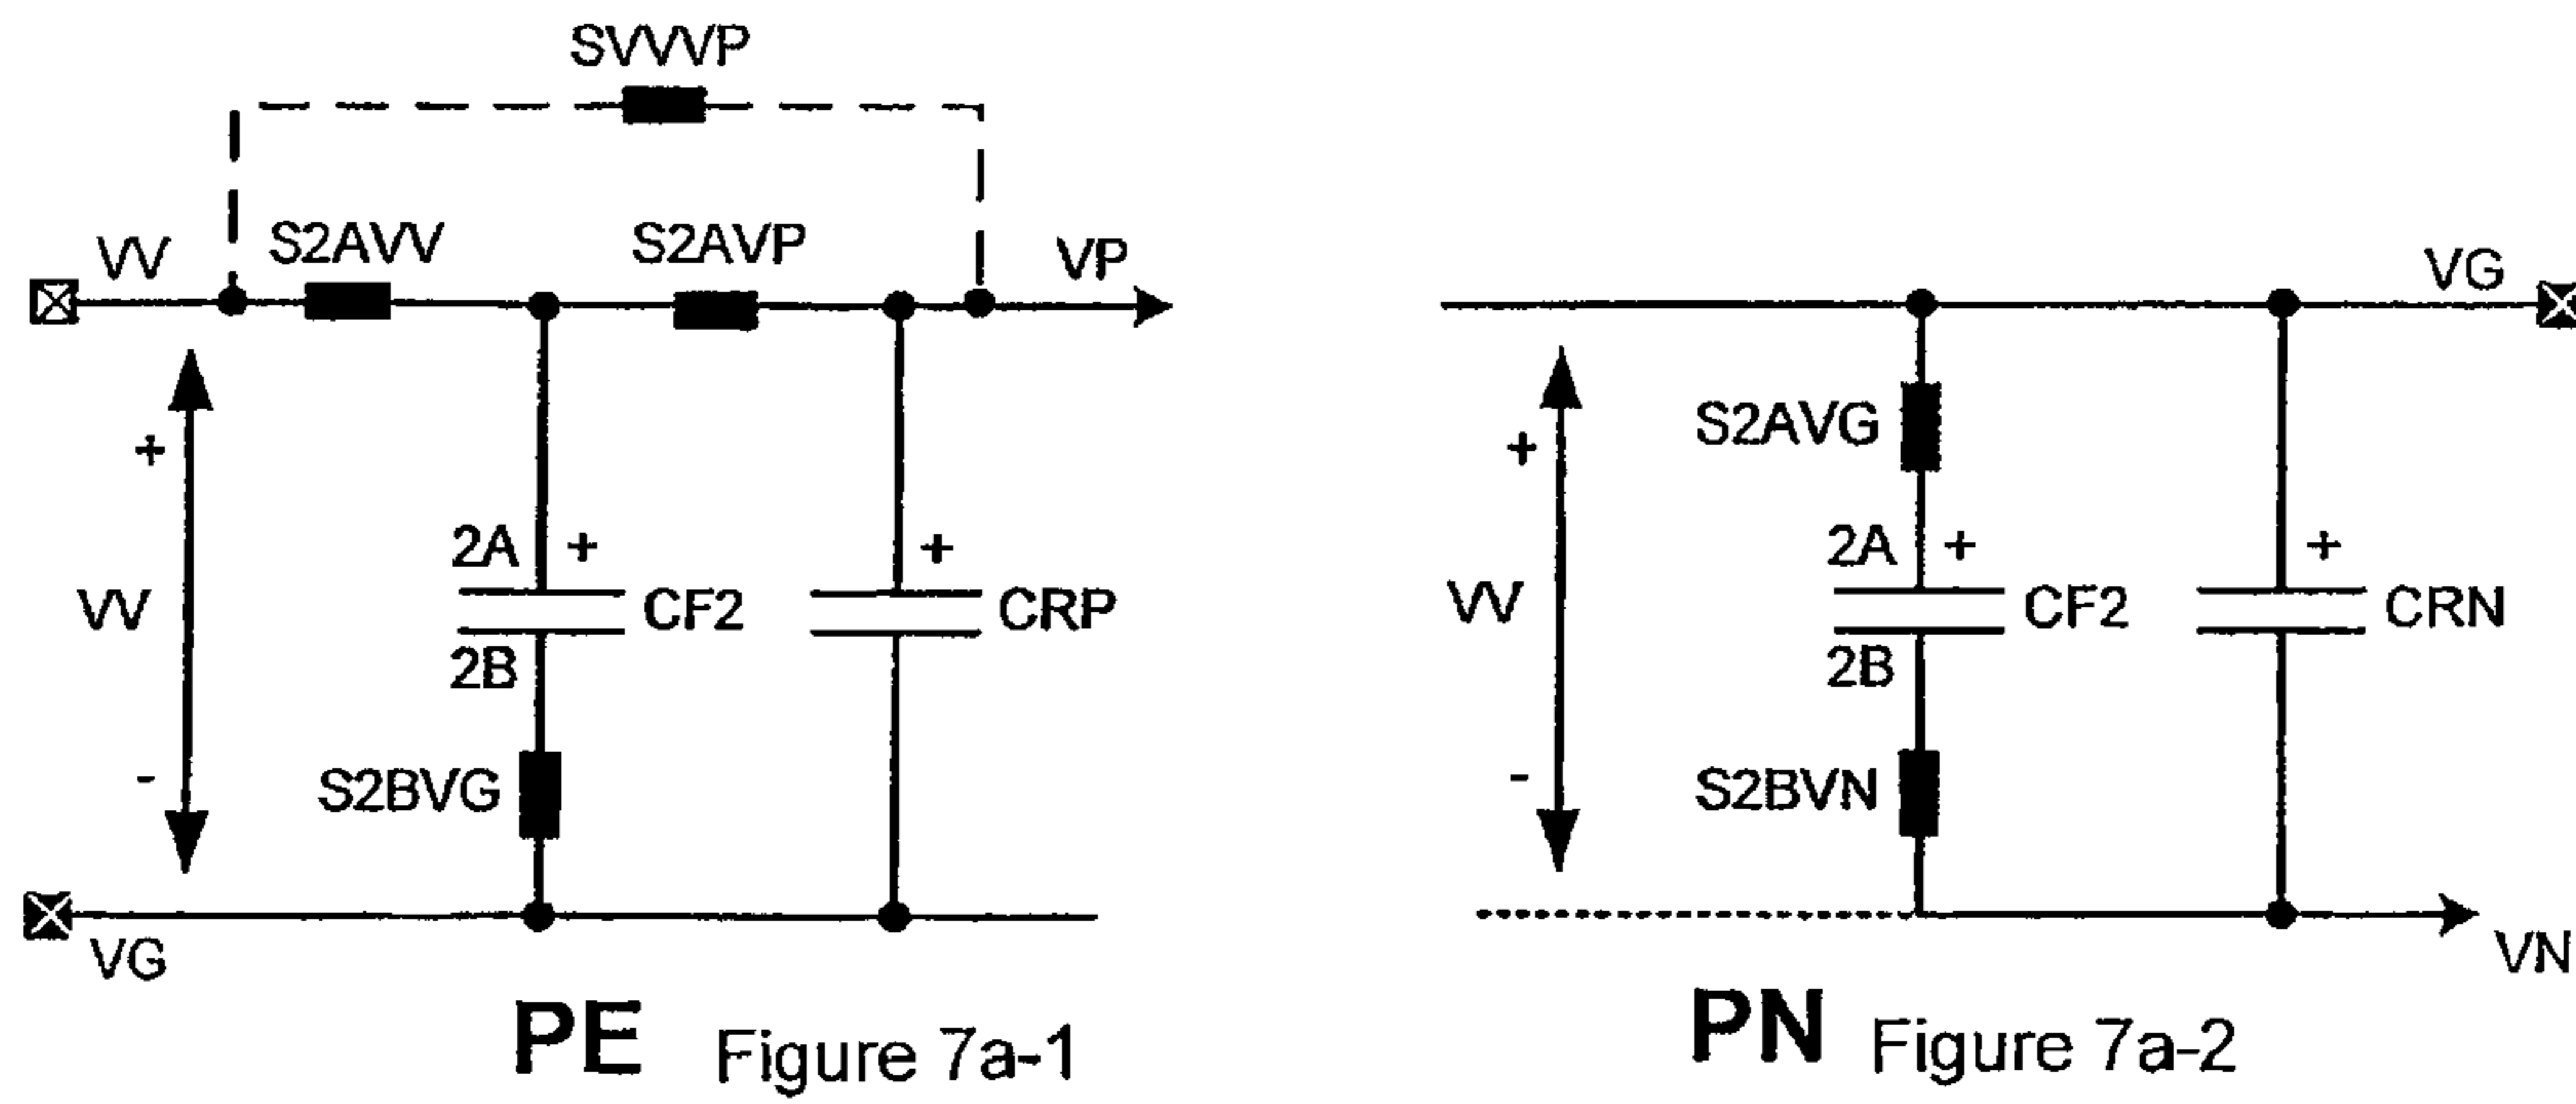 SVVVP
VV
S2AVV
S2AVP
VP
+
VV
-
2A +
CF2
2B
+
CRP
S2BVG
VG
PE Figure 7a-1
VG
S2AVG
+
VV
-
2A +
CF2
2B
+
CRN
S2BVN
VN
PN Figure 7a-2